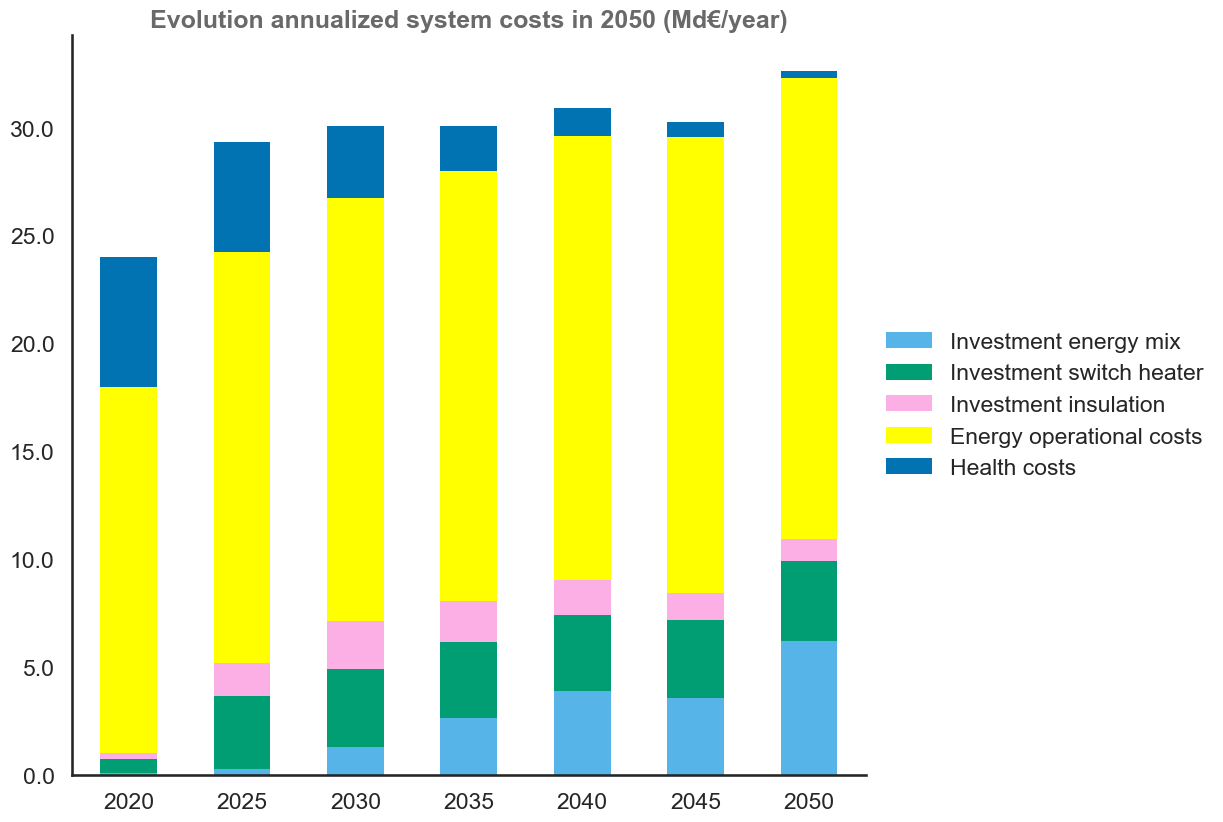 Evolution annualized system costs in 2050 (Md€/year)
30.0
25.0
20.0
15.0
10.0
5.0
0.0
2020 2025 2030 2035 2040 2045 2050
Investment energy mix
Investment switch heater
Investment insulation
Energy operational costs
Health costs